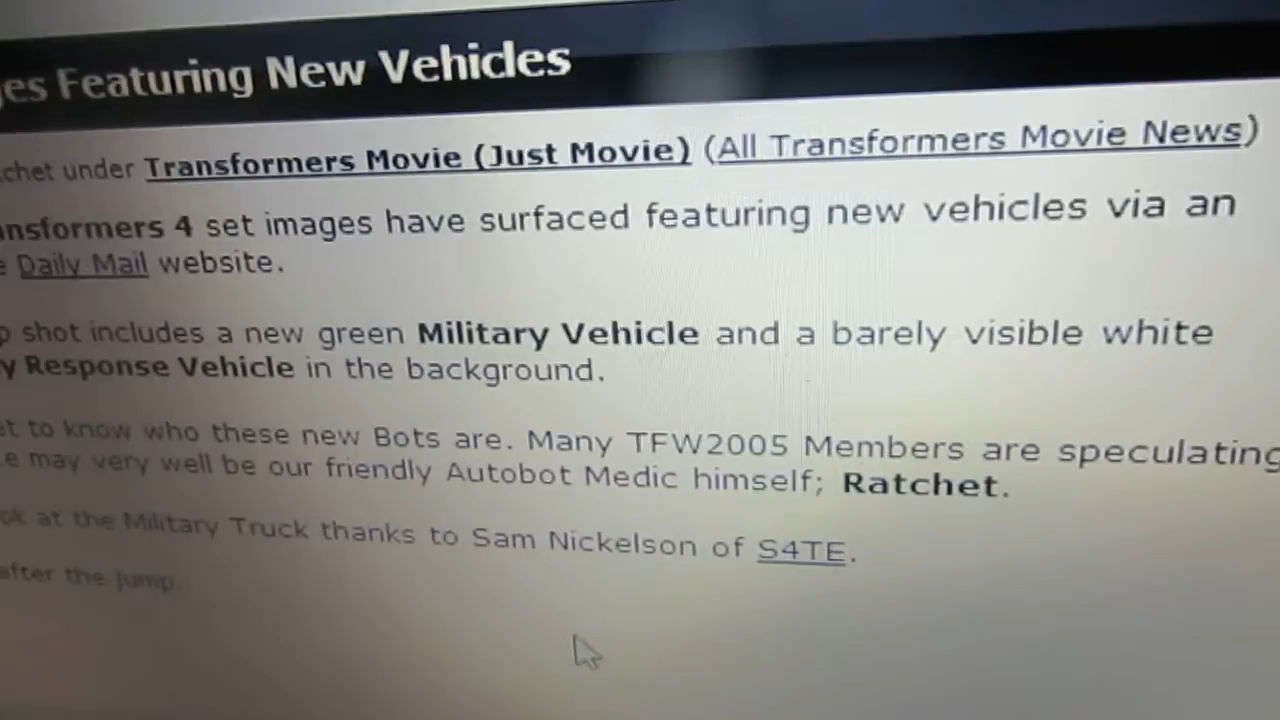 es Featuring New Vehicles
chet under Transformers Movie (Just Movie) (All Transformers Movie News)
nsformers 4 set images have surfaced featuring new vehicles via an
e Daily Mail website.
p shot includes a new green Military Vehicle and a barely visible white
y Response Vehicle in the background.
et to know who these new Bots are. Many TFW2005 Members are speculating
e may very well be our friendly Autobot Medic himself; Ratchet.
ok at the Military Truck thanks to Sam Nickelson of S4TE.
after the jump.